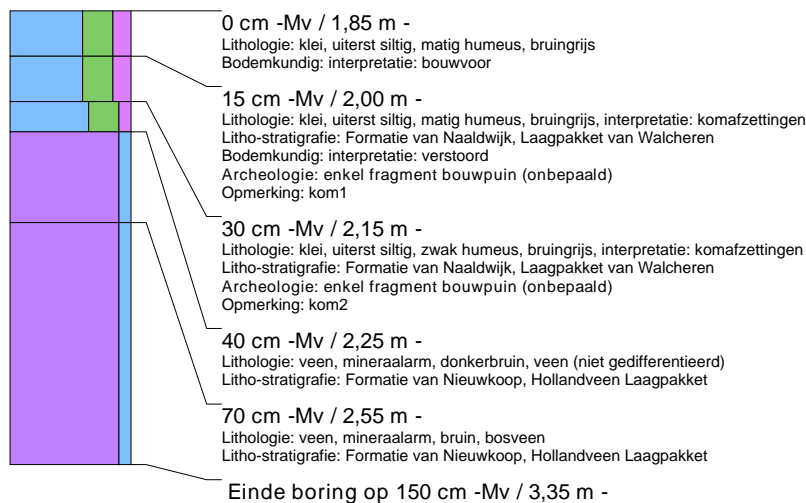 0 cm -Mv / 1,85 m -
Lithologie: klei, uiterst siltig, matig humeus, bruingrijs
Bodemkundig: interpretatie: bouwvoor
15 cm -Mv / 2,00 m -
Lithologie: klei, uiterst siltig, matig humeus, bruingrijs, interpretatie: komafzettingen
Litho-stratigrafie: Formatie van Naaldwijk, Laagpakket van Walcheren
Bodemkundig: interpretatie: verstoord
Archeologie: enkel fragment bouwpuin (onbepaald)
Opmerking: kom1
30 cm -Mv / 2,15 m -
Lithologie: klei, uiterst siltig, zwak humeus, bruingrijs, interpretatie: komafzettingen
Litho-stratigrafie: Formatie van Naaldwijk, Laagpakket van Walcheren
Archeologie: enkel fragment bouwpuin (onbepaald)
Opmerking: kom2
40 cm -Mv / 2,25 m -
Lithologie: veen, mineraalarm, donkerbruin, veen (niet gedifferentieerd)
Litho-stratigrafie: Formatie van Nieuwkoop, Hollandveen Laagpakket
70 cm -Mv / 2,55 m -
Lithologie: veen, mineraalarm, bruin, bosveen
Litho-stratigrafie: Formatie van Nieuwkoop, Hollandveen Laagpakket
Einde boring op 150 cm -Mv / 3,35 m -